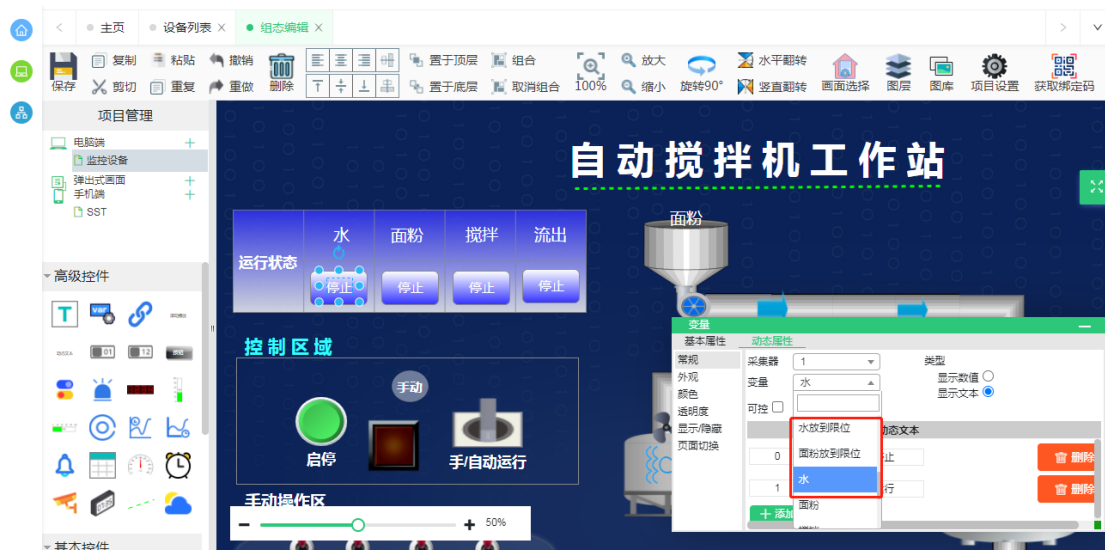 主页
设备列表
组态编辑
保存
复制
粘贴
撤销
剪切
重复
重做
删除
置于顶层
组合
置于底层
取消组合
100%
放大
缩小
旋转90°
水平翻转
竖直翻转
画面选择
图层
图库
项目设置
获取绑定码
项目管理
电脑端
监控设备
弹出式画面
手机端
SST
高级控件
T
var
01
12
基本控件
自动搅拌机工作站
水 面粉 搅拌 流出
运行状态
停止 停止 停止 停止
面粉
控制区域
手动
启停
手/自动运行
手动操作区
50%
变量
基本属性 动态属性
常规
外观
颜色
透明度
显示/隐藏
页面切换
采集器 1
变量 水
可控
类型
显示数值
显示文本
水放到限位
面粉放到限位
水
面粉
动态文本
0
止
删除
1
行
删除
添加